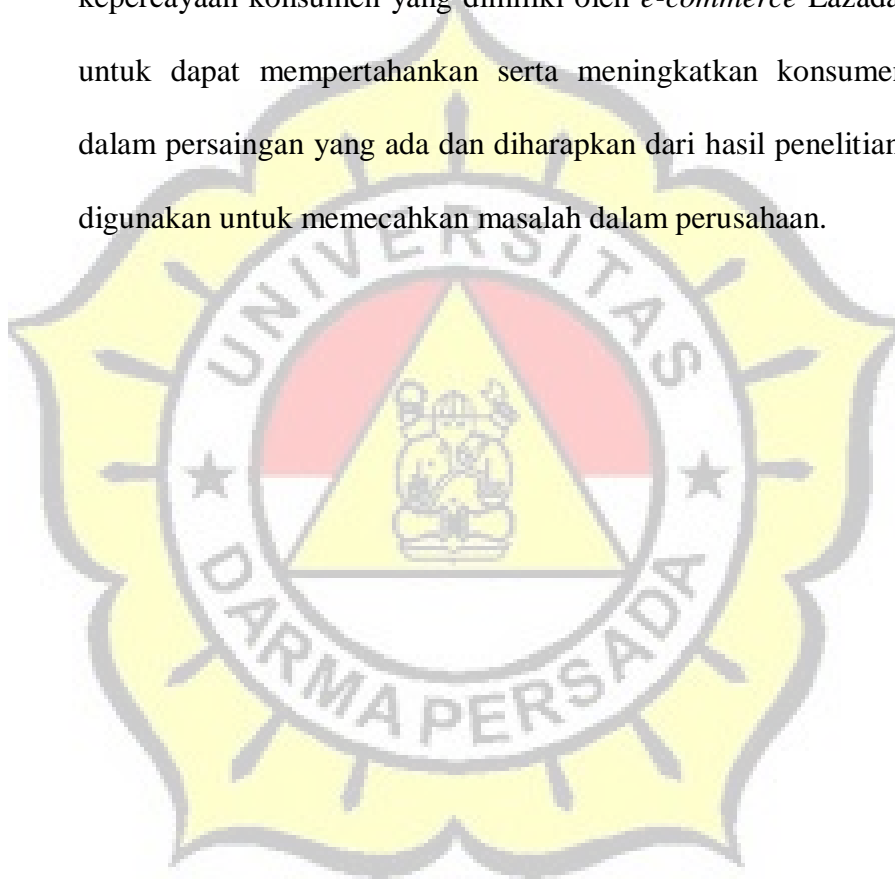 kepercayaan konsumen yang dimiliki oleh e-commerce Lazada
untuk dapat mempertahankan serta meningkatkan konsumen
dalam persaingan yang ada dan diharapkan dari hasil penelitian
digunakan untuk memecahkan masalah dalam perusahaan.
UNIVERSITAS
DARMA PERSADA